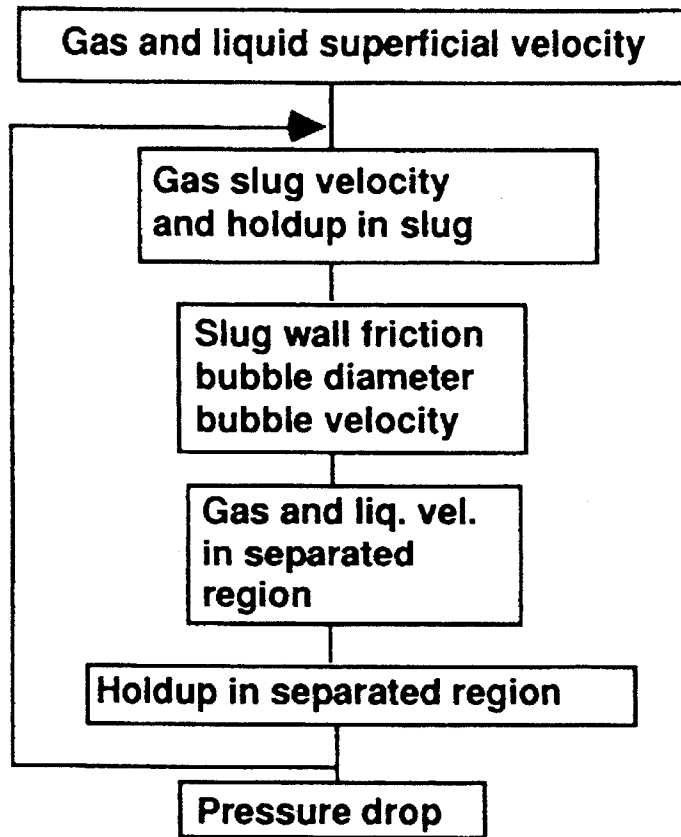 Gas and liquid superficial velocity
Gas slug velocity
and holdup in slug
Slug wall friction
bubble diameter
bubble velocity
Gas and liq. vel.
in separated
region
Holdup in separated region
Pressure drop